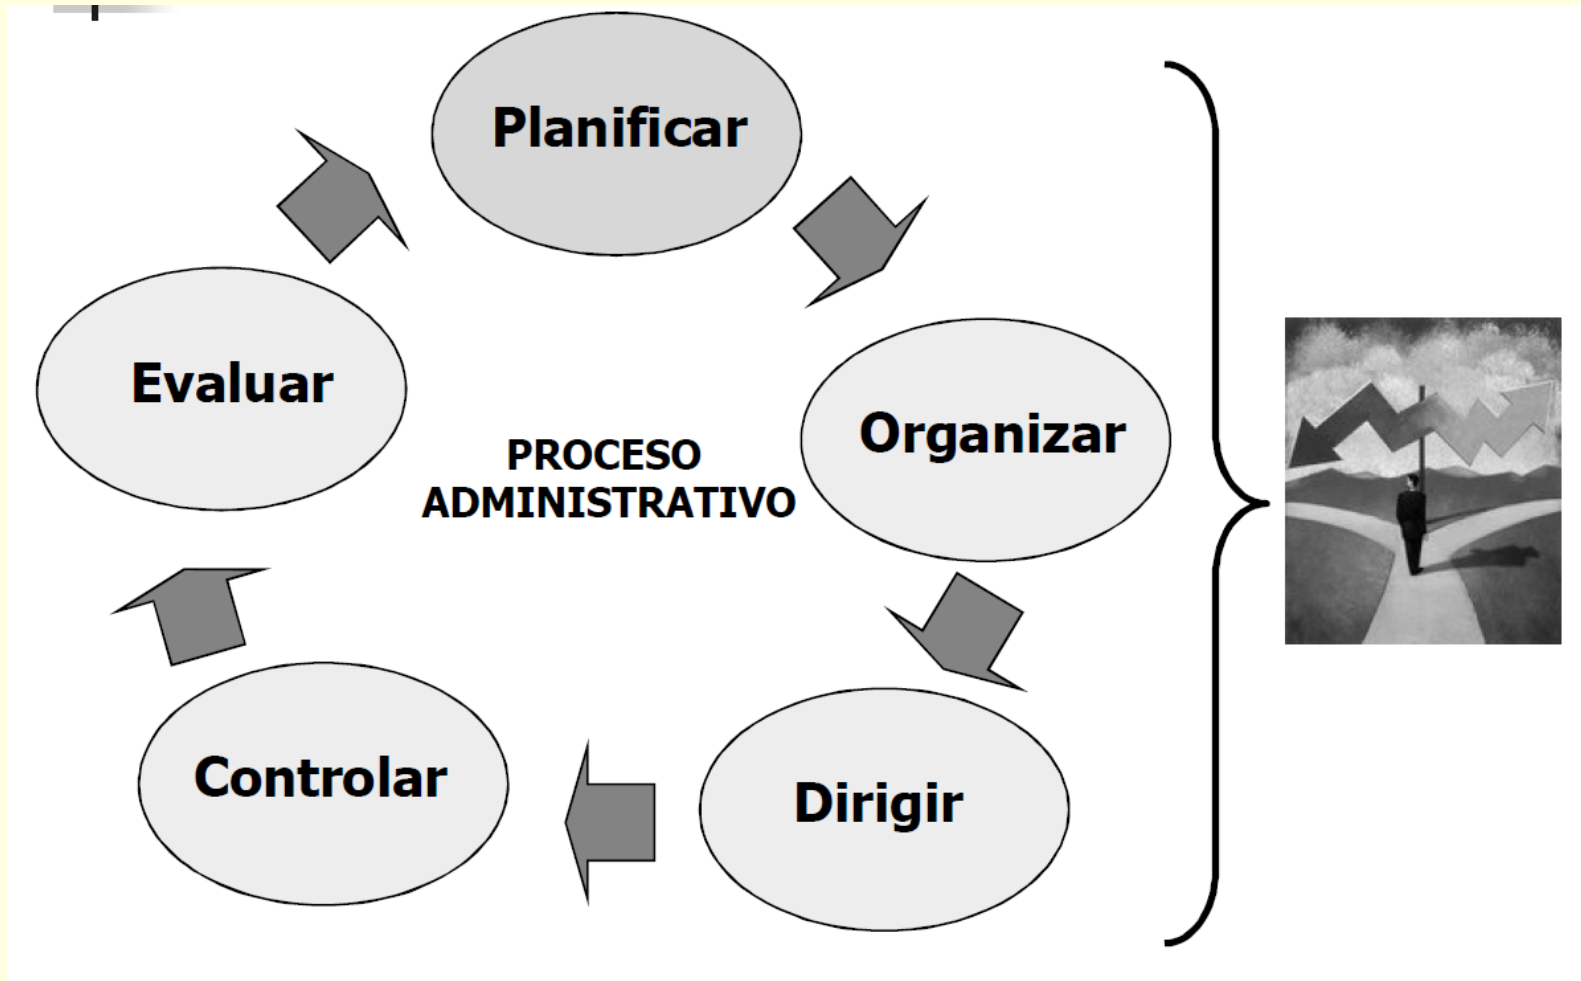 Planificar
Organizar
Dirigir
Controlar
Evaluar
PROCESO
ADMINISTRATIVO